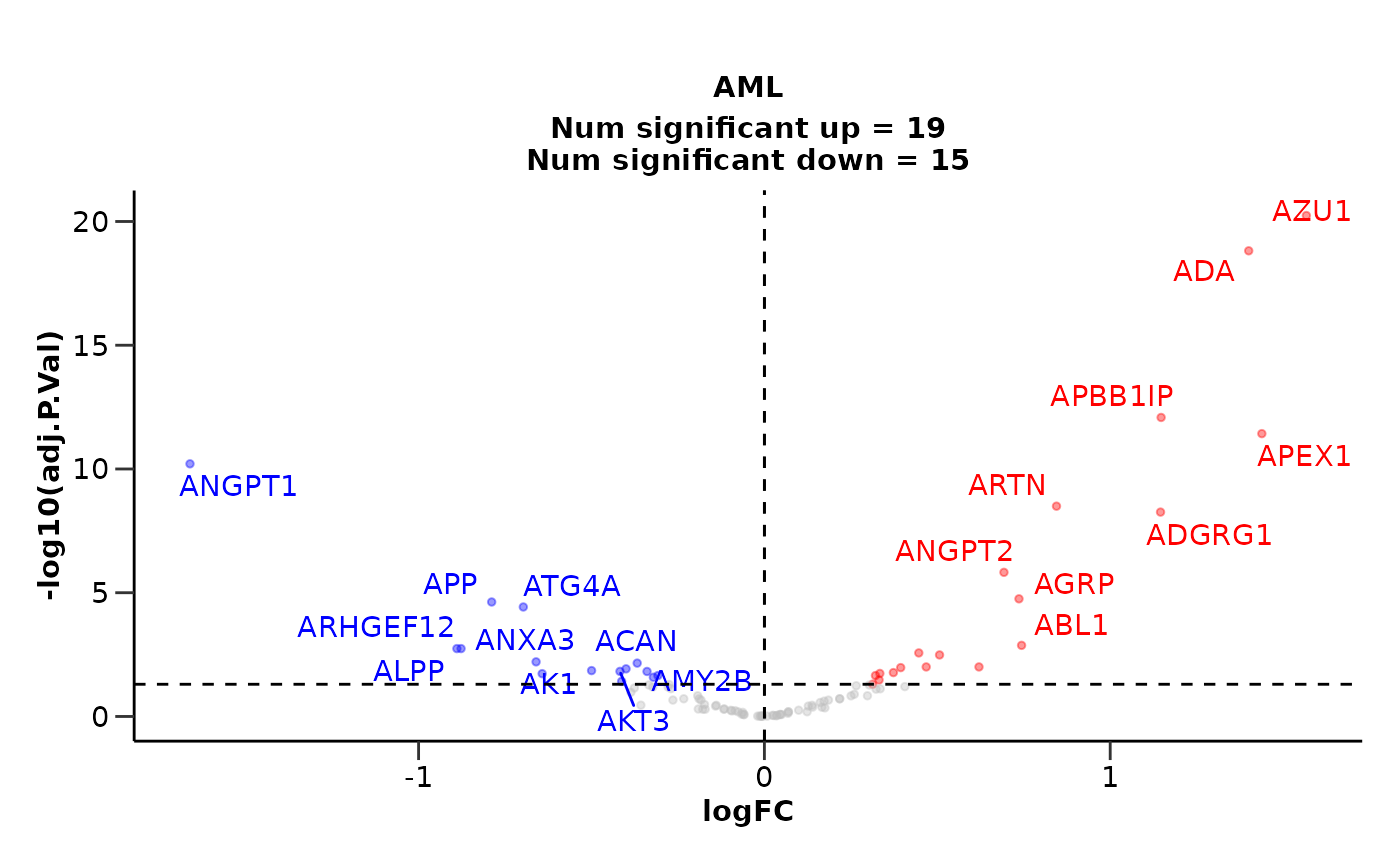 AML
Num significant up = 19
Num significant down = 15
-log10(adj.P.Val)
20
15
10
5
0
AZU1
ADA
APBB1IP
APEX1
ARTN
ADGRG1
ANGPT2
AGRP
ABL1
ANGPT1
APP
ATG4A
ARHGEF12
ANXA3
ACAN
ALPP
AK1
AMY2B
AKT3
-1
0
1
logFC